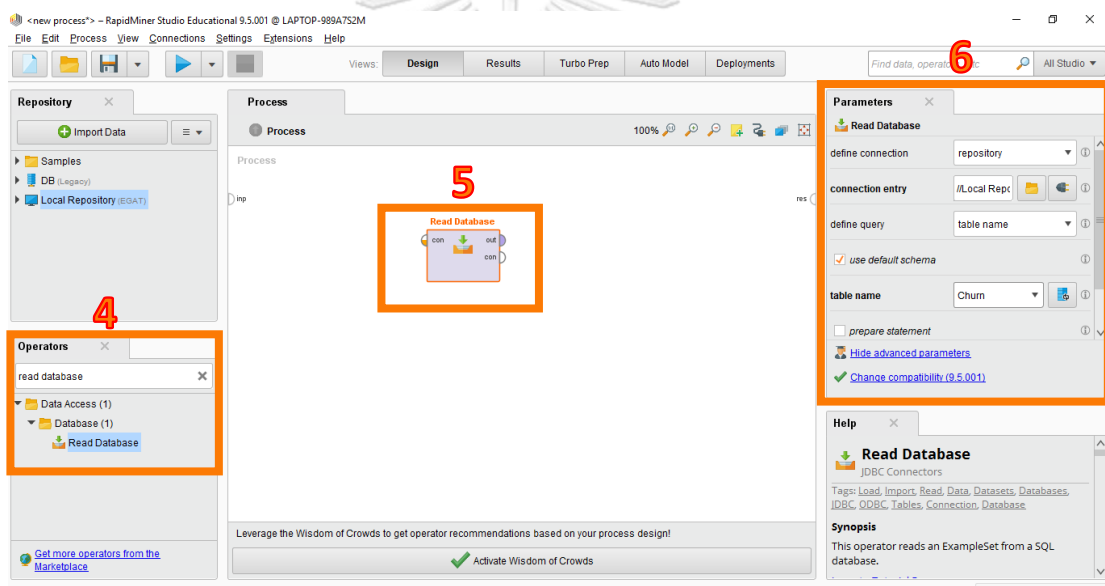 <new process*> – RapidMiner Studio Educational 9.5.001 @ LAPTOP-989A7S2M
File Edit Process View Connections Settings Extensions Help
Views: Design Results Turbo Prep Auto Model Deployments
Find data, operators
All Studio
6
Repository
Import Data
Samples
DB (Legacy)
Local Repository (EGAT)
4
Operators
read database
Data Access (1)
Database (1)
Read Database
Get more operators from the
Marketplace
Process
Process
100%
Process
5
inp
res
Read Database
con
out
con
Leverage the Wisdom of Crowds to get operator recommendations based on your process design!
Activate Wisdom of Crowds
Parameters
Read Database
define connection
repository
connection entry
//Local Repo
define query
table name
use default schema
table name
Churn
prepare statement
Hide advanced parameters
Change compatibility (9.5.001)
Help
Read Database
JDBC Connectors
Tags: Load, Import, Read, Data, Datasets, Databases,
JDBC, ODBC, Tables, Connection, Database
Synopsis
This operator reads an ExampleSet from a SQL
database.